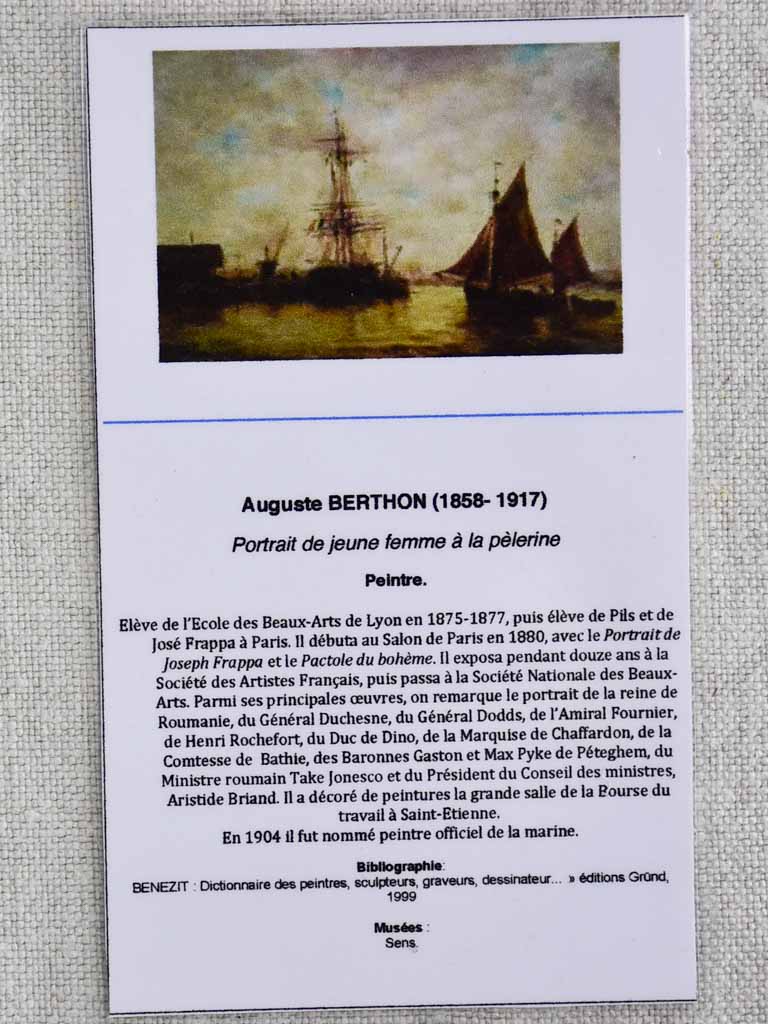 Auguste BERTHON (1858- 1917)
Portrait de jeune femme à la pèlerine
Peintre.
Elève de l'Ecole des Beaux-Arts de Lyon en 1875-1877, puis élève de Pils et de
José Frappa à Paris. Il débuta au Salon de Paris en 1880, avec le Portrait de
Joseph Frappa et le Pactole du bohème. Il exposa pendant douze ans à la
Société des Artistes Français, puis passa à la Société Nationale des Beaux-
Arts. Parmi ses principales œuvres, on remarque le portrait de la reine de
Roumanie, du Général Duchesne, du Général Dodds, de l'Amiral Fournier,
de Henri Rochefort, du Duc de Dino, de la Marquise de Chaffardon, de la
Comtesse de Bathie, des Baronnes Gaston et Max Pyke de Péteghem, du
Ministre roumain Take Jonesco et du Président du Conseil des ministres,
Aristide Briand. Il a décoré de peintures la grande salle de la Bourse du
travail à Saint-Etienne.
En 1904 il fut nommé peintre officiel de la marine.
Bibliographie:
BENEZIT : Dictionnaire des peintres, sculpteurs, graveurs, dessinateur... » éditions Gründ,
1999
Musées :
Sens.